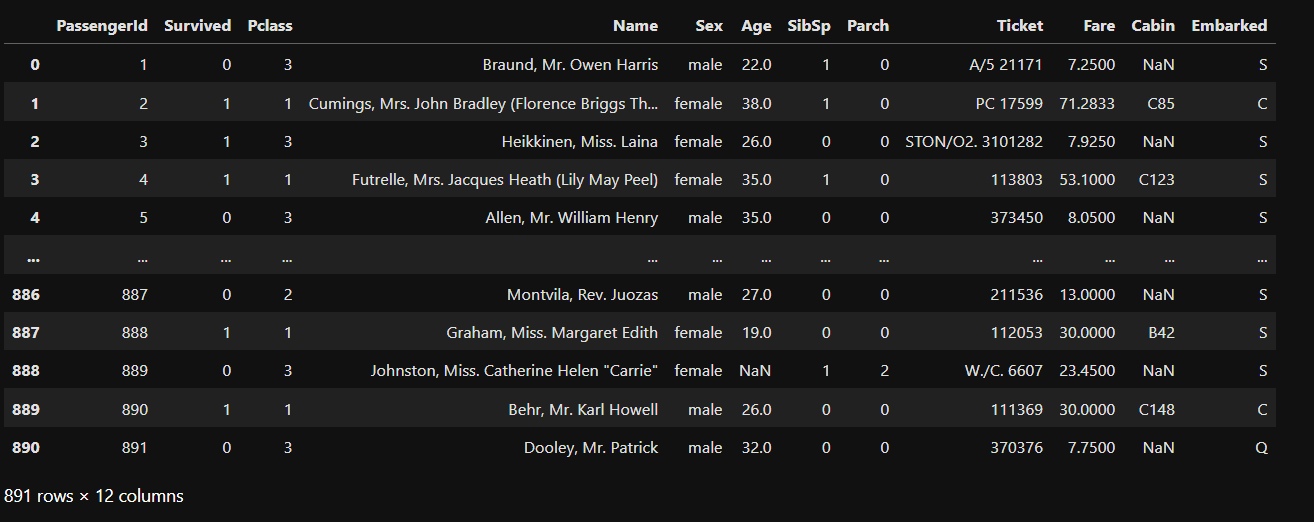 PassengerId Survived Pclass Name Sex Age SibSp Parch Ticket Fare Cabin Embarked
0 1 0 3 Braund, Mr. Owen Harris male 22.0 1 0 A/5 21171 7.2500 NaN S
1 2 1 1 Cumings, Mrs. John Bradley (Florence Briggs Th... female 38.0 1 0 PC 17599 71.2833 C85 C
2 3 1 3 Heikkinen, Miss. Laina female 26.0 0 0 STON/O2. 3101282 7.9250 NaN S
3 4 1 1 Futrelle, Mrs. Jacques Heath (Lily May Peel) female 35.0 1 0 113803 53.1000 C123 S
4 5 0 3 Allen, Mr. William Henry male 35.0 0 0 373450 8.0500 NaN S
... ... ... ... ... ... ... ... ... ... ... ... ...
886 887 0 2 Montvila, Rev. Juozas male 27.0 0 0 211536 13.0000 NaN S
887 888 1 1 Graham, Miss. Margaret Edith female 19.0 0 0 112053 30.0000 B42 S
888 889 0 3 Johnston, Miss. Catherine Helen "Carrie" female NaN 1 2 W./C. 6607 23.4500 NaN S
889 890 1 1 Behr, Mr. Karl Howell male 26.0 0 0 111369 30.0000 C148 C
890 891 0 3 Dooley, Mr. Patrick male 32.0 0 0 370376 7.7500 NaN Q
891 rows × 12 columns